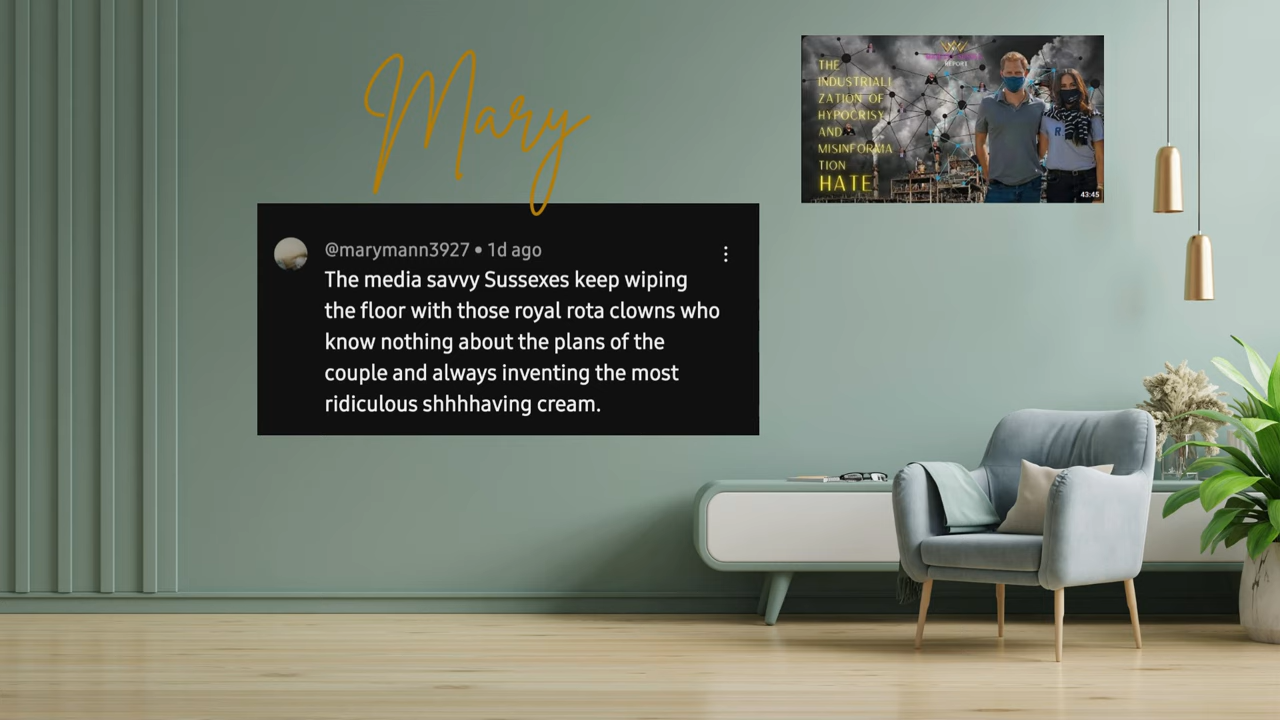 Mary
@marymann3927 • 1d ago
The media savvy Sussexes keep wiping
the floor with those royal rota clowns who
know nothing about the plans of the
couple and always inventing the most
ridiculous shhhhaving cream.
REPORT
THE
INDUSTRIALI
ZATION OF
HYPOCRISY
AND
MISINFORMA
TION
HATE
R
43:45